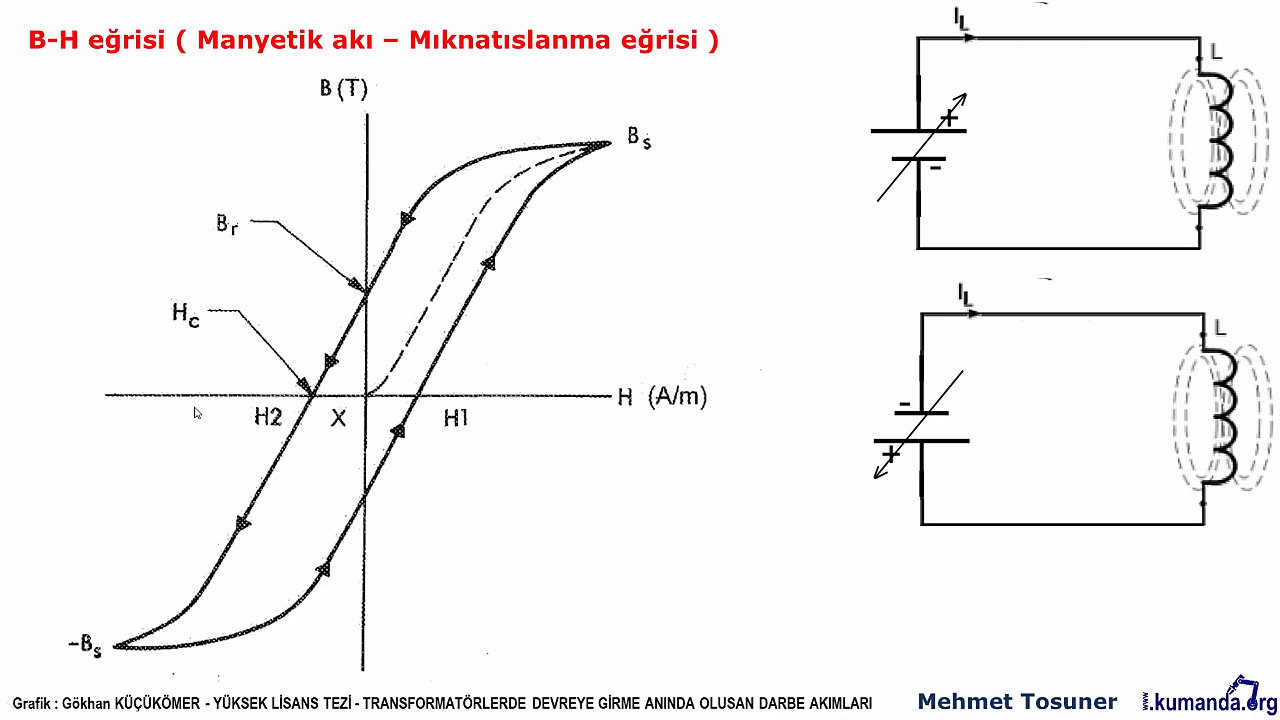 B-H eğrisi ( Manyetik akı – Mıknatıslanma eğrisi )
B (T)
Bs
Br
Hc
H2
X
H1
H (A/m)
–Bs
IL
L
+
-
IL
L
-
+
Grafik : Gökhan KÜÇÜKÖMER - YÜKSEK LİSANS TEZİ - TRANSFORMATÖRLERDE DEVREYE GİRME ANINDA OLUSAN DARBE AKIMLARI
Mehmet Tosuner
www.kumanda.org